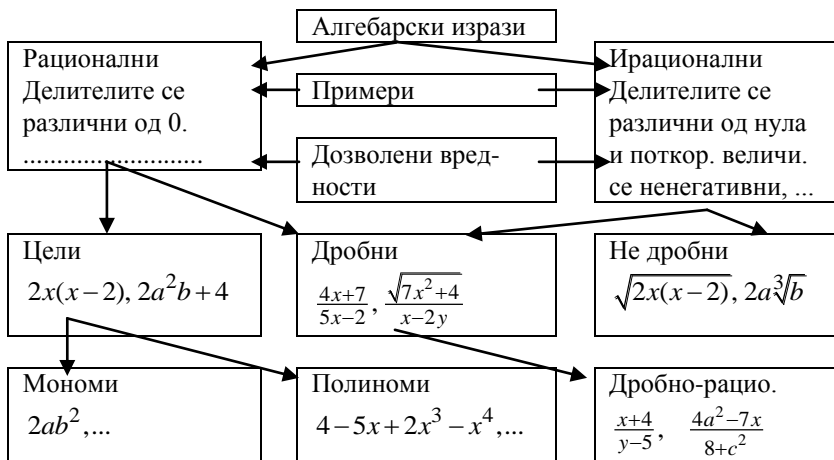 Алгебарски изрази
Рационални
Делителите се
различни од 0.
...........................
Примери
Дозволени вред-
ности
Ирационални
Делителите се
различни од нула
и поткор. величи.
се ненегативни, ...
Цели
2x(x−2), 2a²b+4
Дробни
(4x+7)/(5x−2), √(7x²+4)/(x−2y)
Не дробни
√(2x(x−2)), 2a∛b
Мономи
2ab²,...
Полиноми
4−5x+2x³−x⁴,...
Дробно-рацио.
(x+4)/(y−5), (4a²−7x)/(8+c²)